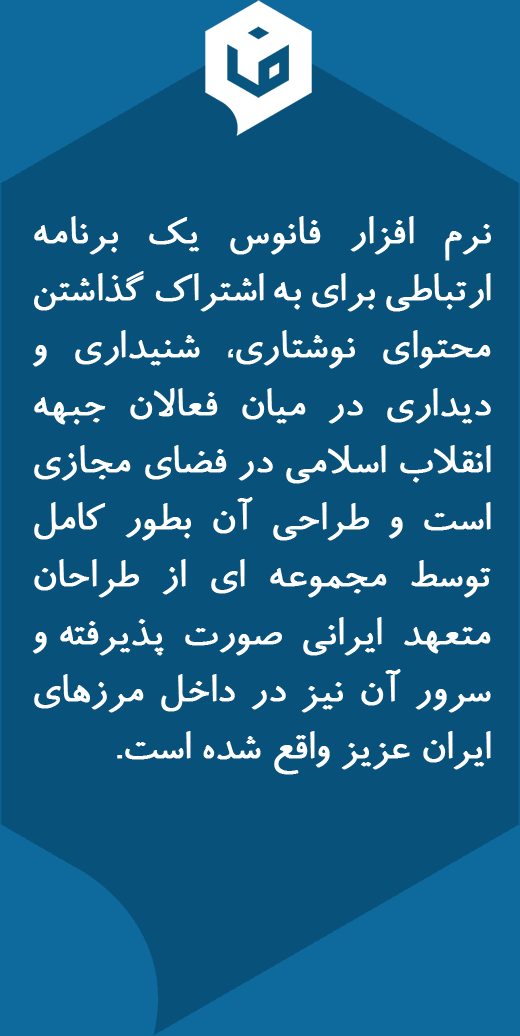 نرم افزار فانوس یک برنامه
ارتباطی برای به اشتراک گذاشتن
محتوای نوشتاری، شنیداری و
دیداری در میان فعالان جبهه
انقلاب اسلامی در فضای مجازی
است و طراحی آن بطور کامل
توسط مجموعه ای از طراحان
متعهد ایرانی صورت پذیرفته و
سرور آن نیز در داخل مرزهای
ایران عزیز واقع شده است.